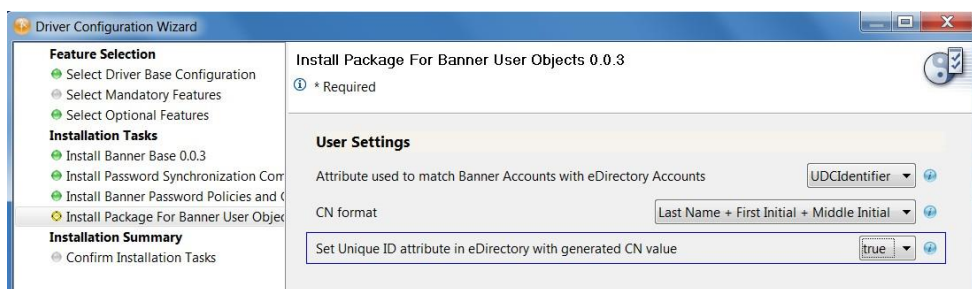 Driver Configuration Wizard
Feature Selection
Select Driver Base Configuration
Select Mandatory Features
Select Optional Features
Installation Tasks
Install Banner Base 0.0.3
Install Password Synchronization Com
Install Banner Password Policies and
Install Package For Banner User Objec
Installation Summary
Confirm Installation Tasks
Install Package For Banner User Objects 0.0.3
* Required
User Settings
Attribute used to match Banner Accounts with eDirectory Accounts UDCIdentifier
CN format Last Name + First Initial + Middle Initial
Set Unique ID attribute in eDirectory with generated CN value true